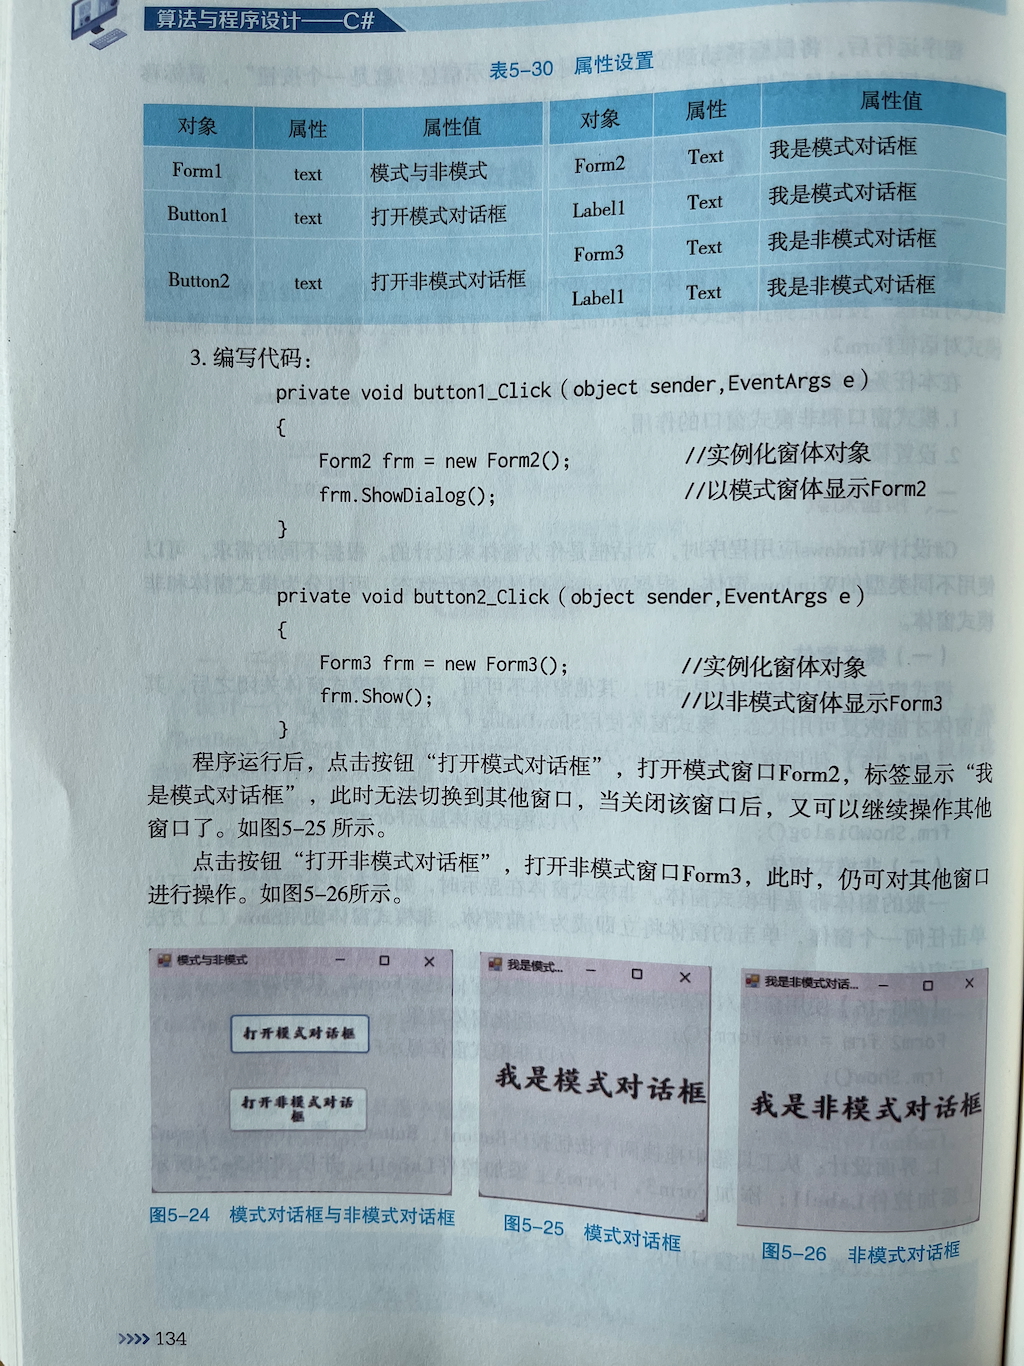 算法与程序设计——C#
表5-30 属性设置
对象 属性 属性值 对象 属性 属性值
Form1 text 模式与非模式 Form2 Text 我是模式对话框
Button1 text 打开模式对话框 Label1 Text 我是模式对话框
Form3 Text 我是非模式对话框
Button2 text 打开非模式对话框 Label1 Text 我是非模式对话框
3. 编写代码：
private void button1_Click（object sender,EventArgs e）
{
Form2 frm = new Form2(); //实例化窗体对象
frm.ShowDialog(); //以模式窗体显示Form2
}
private void button2_Click（object sender,EventArgs e）
{
Form3 frm = new Form3(); //实例化窗体对象
frm.Show(); //以非模式窗体显示Form3
}
程序运行后，点击按钮“打开模式对话框”，打开模式窗口Form2，标签显示“我
是模式对话框”，此时无法切换到其他窗口，当关闭该窗口后，又可以继续操作其他
窗口了。如图5-25 所示。
点击按钮“打开非模式对话框”，打开非模式窗口Form3，此时，仍可对其他窗口
进行操作。如图5-26所示。
模式与非模式
打开模式对话框
打开非模式对话
框
图5-24 模式对话框与非模式对话框
我是模式...
我是模式对话框
图5-25 模式对话框
我是非模式对话...
我是非模式对话框
图5-26 非模式对话框
>>>> 134